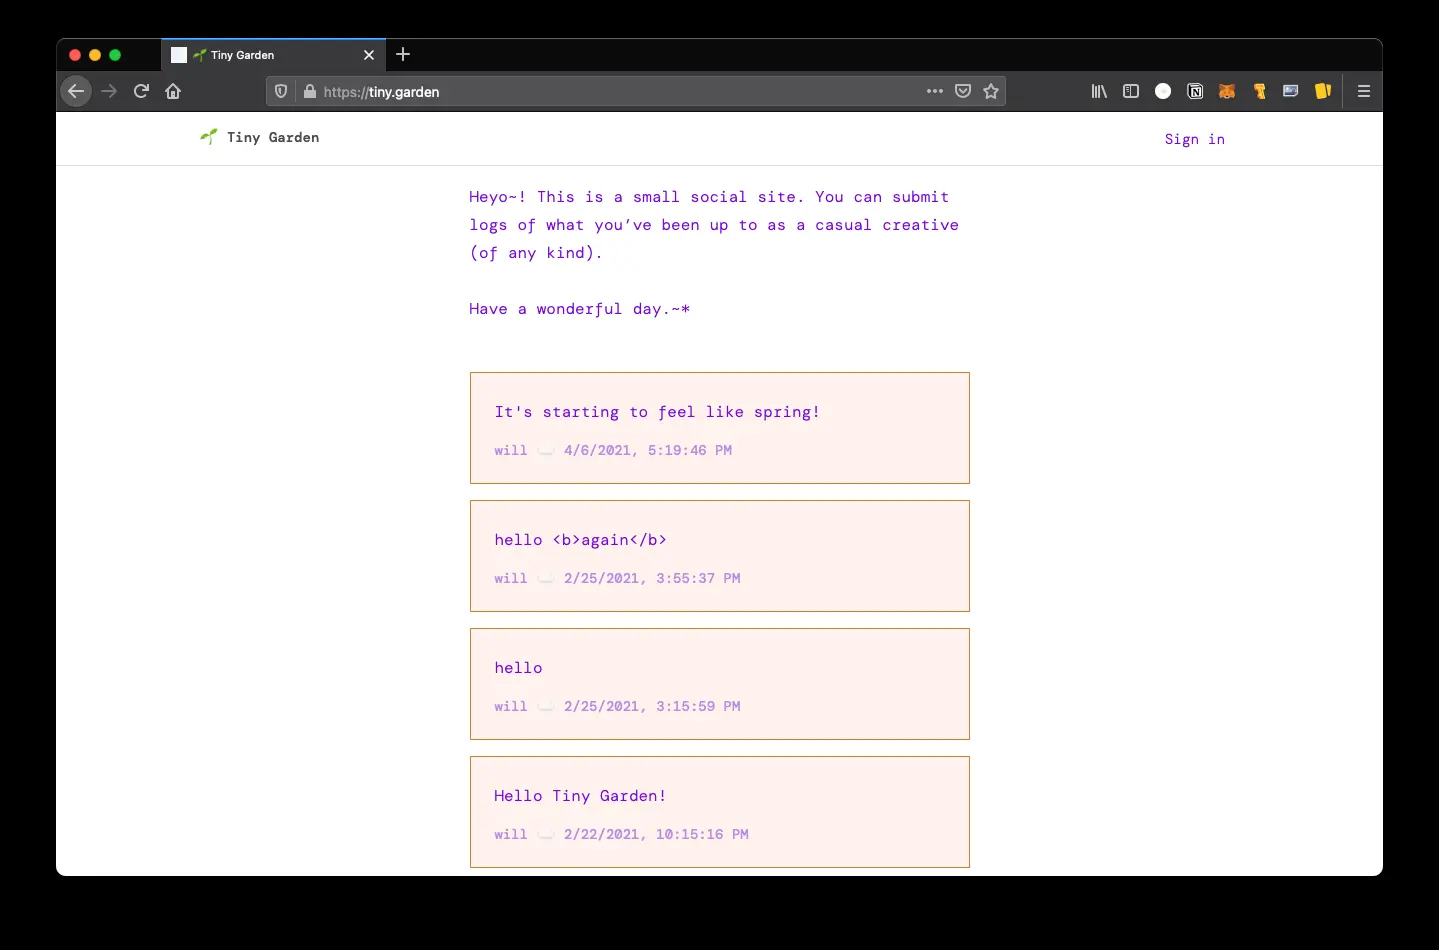 Tiny Garden
https://tiny.garden
Tiny Garden
Sign in
Heyo~! This is a small social site. You can submit
logs of what you’ve been up to as a casual creative
(of any kind).
Have a wonderful day.~*
It's starting to feel like spring!
will 4/6/2021, 5:19:46 PM
hello <b>again</b>
will 2/25/2021, 3:55:37 PM
hello
will 2/25/2021, 3:15:59 PM
Hello Tiny Garden!
will 2/22/2021, 10:15:16 PM